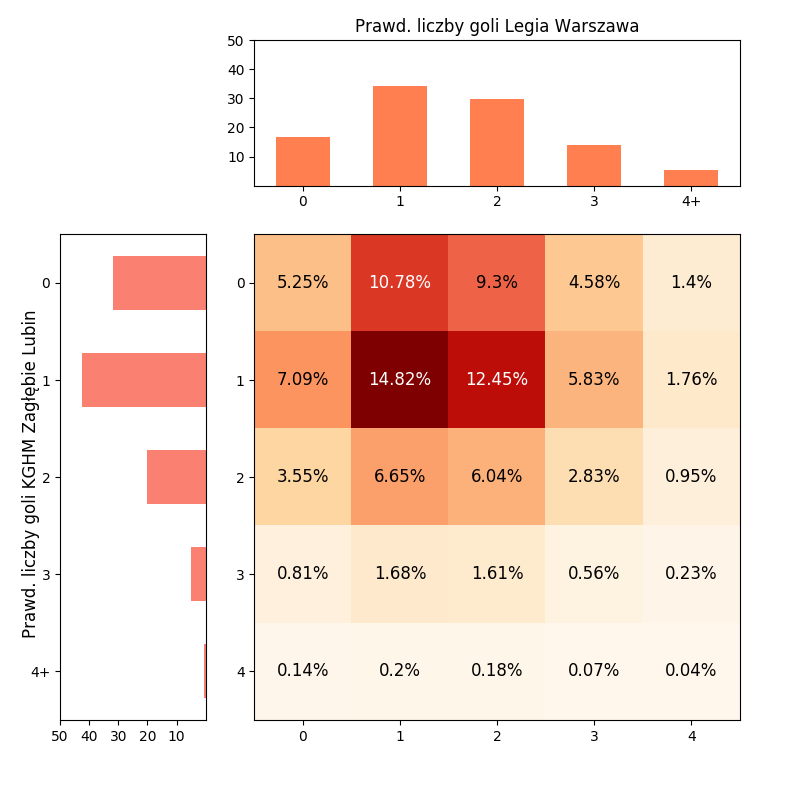 Prawd. liczby goli Legia Warszawa
50
40
30
20
10
0 1 2 3 4+
Prawd. liczby goli KGHM Zagłębie Lubin
0
1
2
3
4+
50 40 30 20 10
0 5.25% 10.78% 9.3% 4.58% 1.4%
1 7.09% 14.82% 12.45% 5.83% 1.76%
2 3.55% 6.65% 6.04% 2.83% 0.95%
3 0.81% 1.68% 1.61% 0.56% 0.23%
4 0.14% 0.2% 0.18% 0.07% 0.04%
0 1 2 3 4